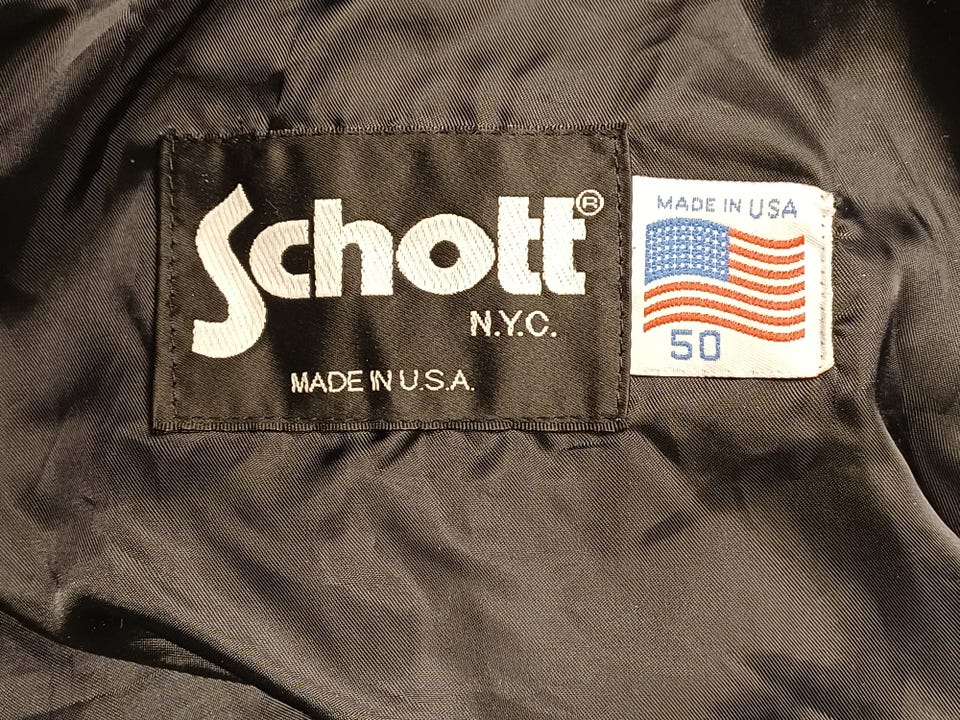 Schott®
N.Y.C.
MADE IN U.S.A.
MADE IN USA
50